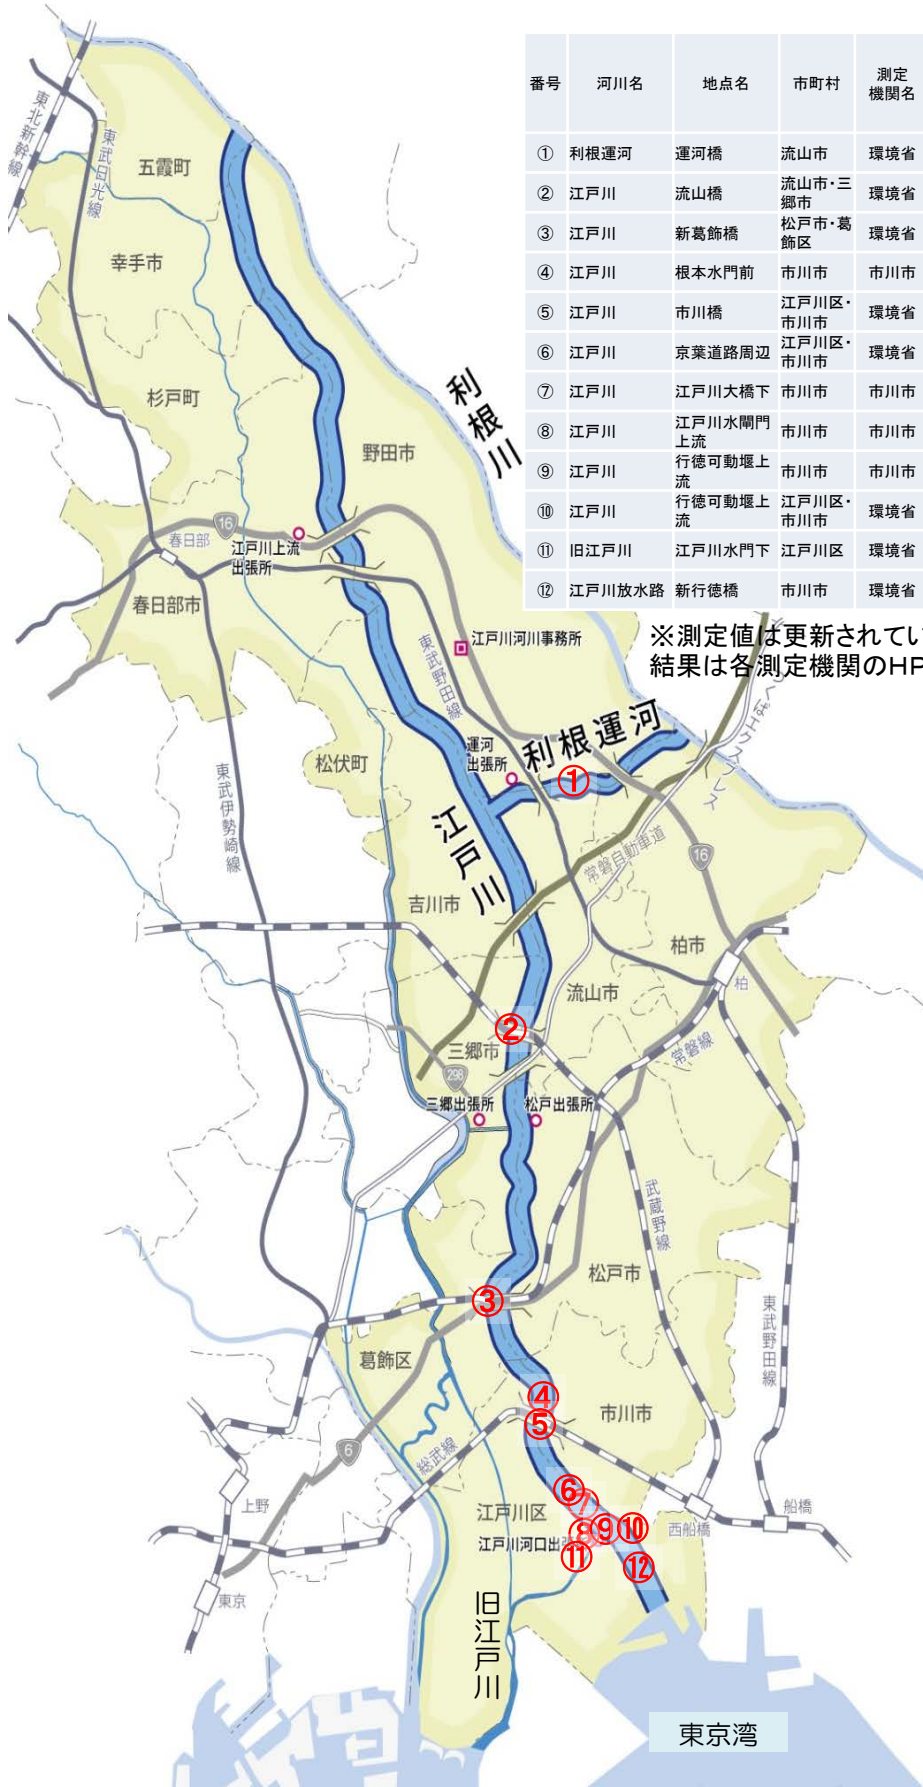 番号 河川名 地点名 市町村 測定機関名
① 利根運河 運河橋 流山市 環境省
② 江戸川 流山橋 流山市・三郷市 環境省
③ 江戸川 新葛飾橋 松戸市・葛飾区 環境省
④ 江戸川 根本水門前 市川市 市川市
⑤ 江戸川 市川橋 江戸川区・市川市 環境省
⑥ 江戸川 京葉道路周辺 江戸川区・市川市 環境省
⑦ 江戸川 江戸川大橋下 市川市 市川市
⑧ 江戸川 江戸川水閘門上流 市川市 市川市
⑨ 江戸川 行徳可動堰上流 市川市 市川市
⑩ 江戸川 行徳可動堰上流 江戸川区・市川市 環境省
⑪ 旧江戸川 江戸川水門下 江戸川区 環境省
⑫ 江戸川放水路 新行徳橋 市川市 環境省
※測定値は更新されてい
結果は各測定機関のHP
東北新幹線
東武日光線
五霞町
幸手市
杉戸町
利根川
野田市
16
春日部
江戸川上流
出張所
春日部市
江戸川河川事務所
東武野田線
つくばエクスプレス
利根運河
運河
出張所
①
松伏町
東武伊勢崎線
江戸川
常磐自動車道
16
吉川市
柏市
柏
流山市
②
三郷市
常磐線
298
三郷出張所
松戸出張所
武蔵野線
松戸市
③
東武野田線
葛飾区
④
市川市
⑤
6
総武線
⑥
⑦
上野
江戸川区
⑧
⑨
⑩
西船橋
船橋
江戸川河口出
⑪
⑫
東京
旧江戸川
東京湾